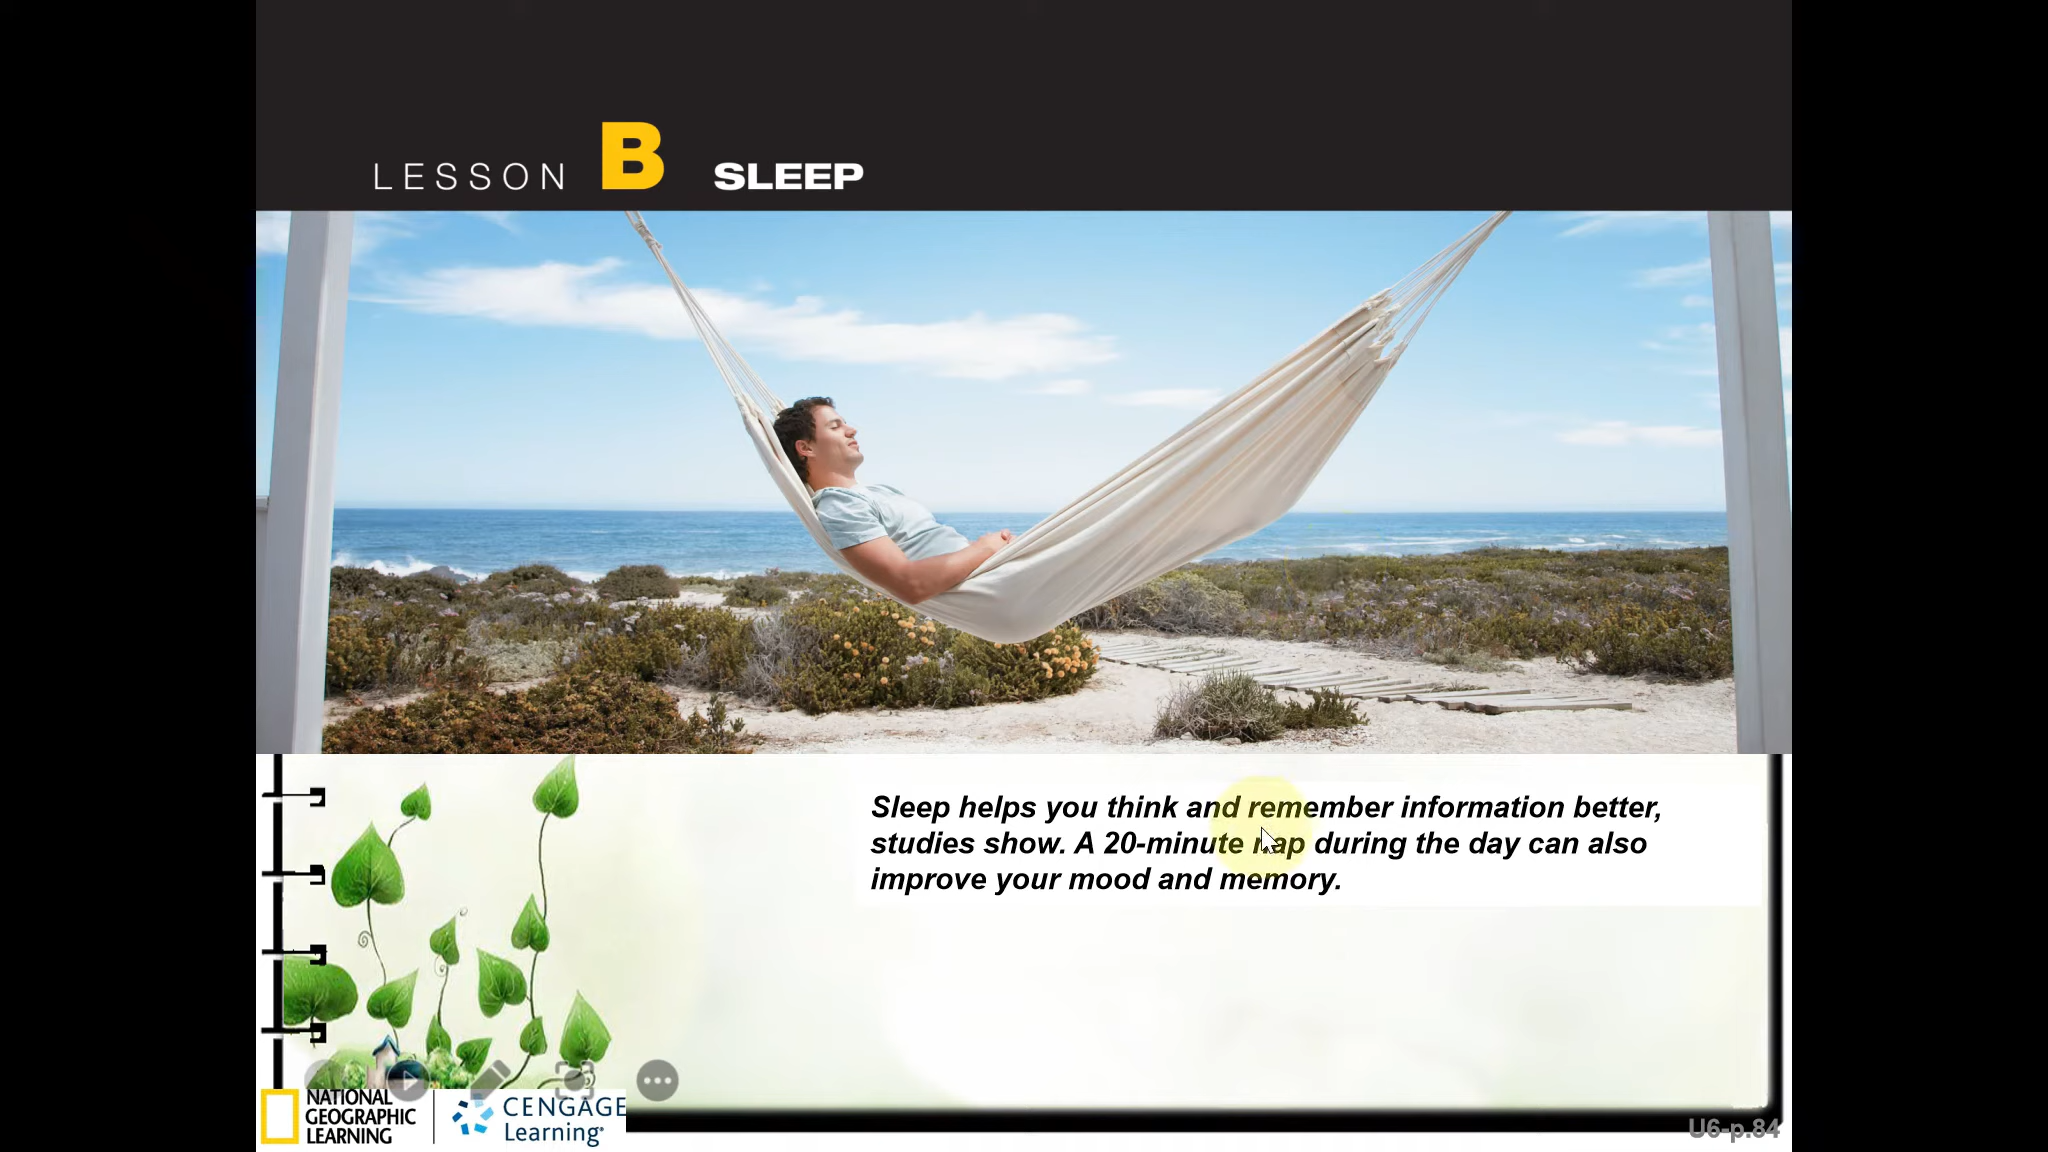 LESSON B SLEEP
Sleep helps you think and remember information better,
studies show. A 20-minute nap during the day can also
improve your mood and memory.
NATIONAL
GEOGRAPHIC
LEARNING
CENGAGE
Learning®
U6-p.84